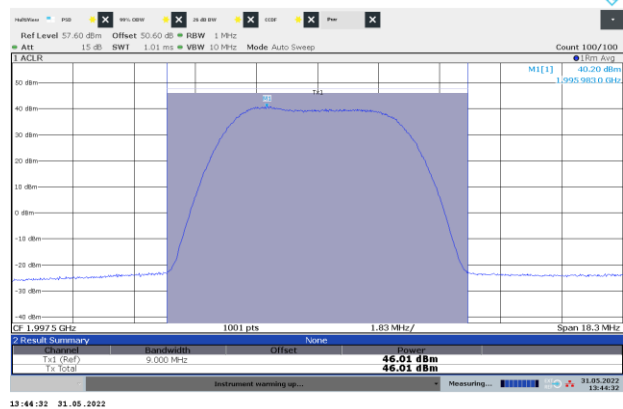 MultiView PSD 99% OBW 26 dB BW CCDF Pwr
Ref Level 57.60 dBm Offset 50.60 dB RBW 1 MHz
Att 15 dB SWT 1.01 ms VBW 10 MHz Mode Auto Sweep Count 100/100
1 ACLR 1Rm Avg
M1[1] 40.20 dBm
1.995 983 0 GHz
50 dBm
Tx1
M1
40 dBm
30 dBm
20 dBm
10 dBm
0 dBm
-10 dBm
-20 dBm
-30 dBm
-40 dBm
CF 1.997 5 GHz 1001 pts 1.83 MHz/ Span 18.3 MHz
2 Result Summary None
Channel Bandwidth Offset Power
Tx1 (Ref) 9.000 MHz 46.01 dBm
Tx Total 46.01 dBm
Instrument warming up... Measuring... 31.05.2022
13:44:32
13:44:32 31.05.2022